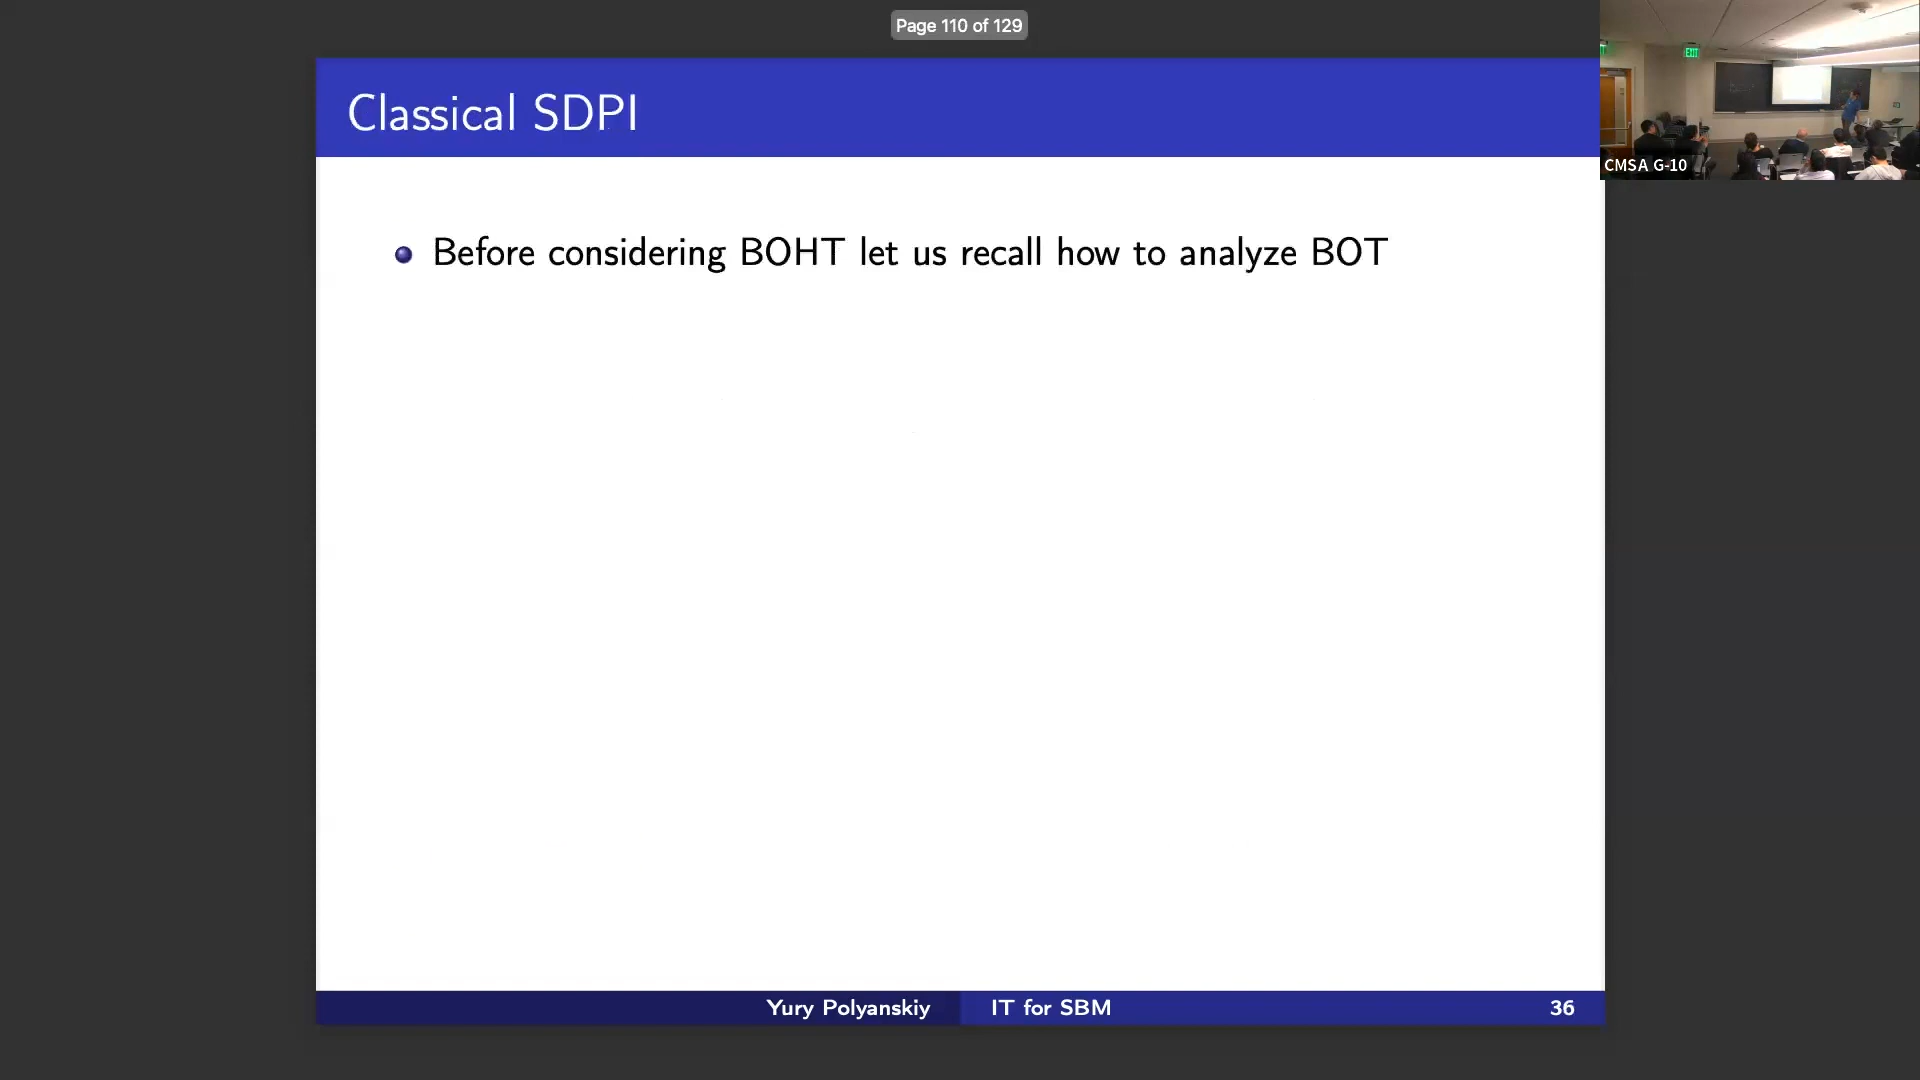 Page 110 of 129
Classical SDPI
EXIT
CMSA G-10
Before considering BOHT let us recall how to analyze BOT
Yury Polyanskiy IT for SBM 36